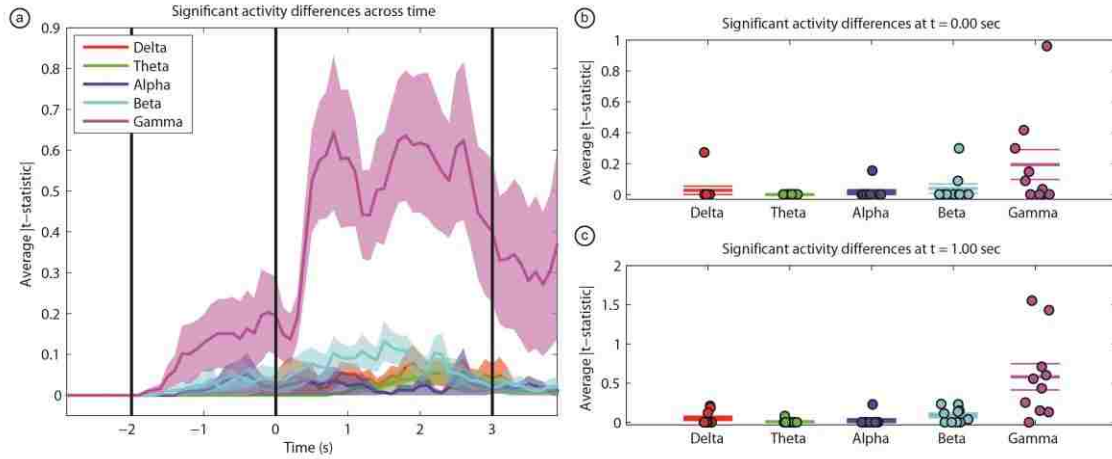 a
Significant activity differences across time
0.9
0.8
0.7
0.6
0.5
0.4
0.3
0.2
0.1
0
Average |t−statistic|
Delta
Theta
Alpha
Beta
Gamma
−2 −1 0 1 2 3
Time (s)
b
Significant activity differences at t = 0.00 sec
1
0.8
0.6
0.4
0.2
0
Average |t−statistic|
Delta Theta Alpha Beta Gamma
c
Significant activity differences at t = 1.00 sec
2
1.5
1
0.5
0
Average |t−statistic|
Delta Theta Alpha Beta Gamma